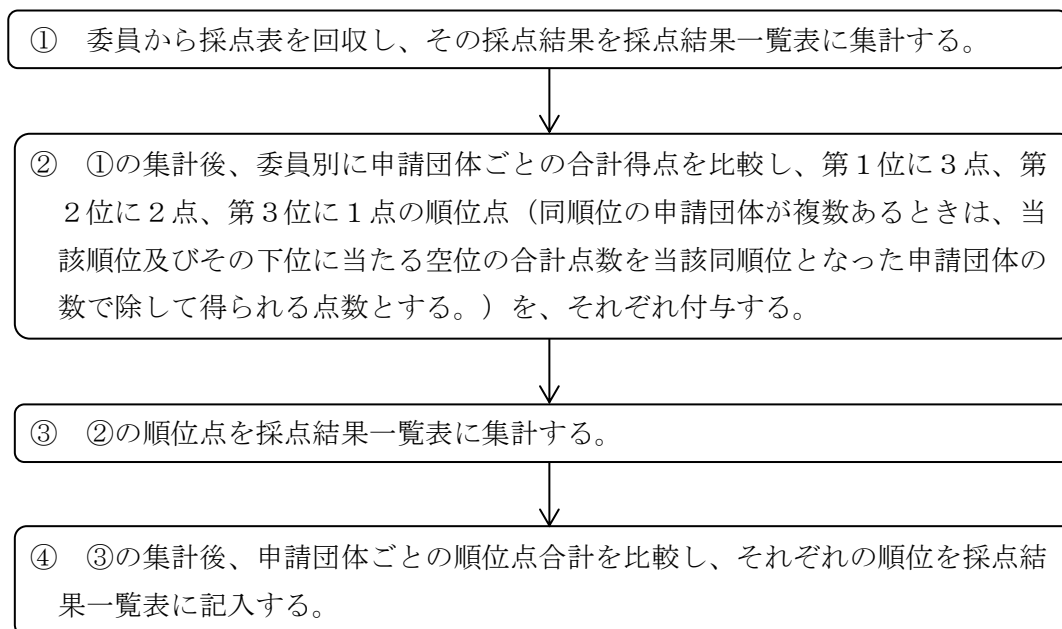 ①　委員から採点表を回収し、その採点結果を採点結果一覧表に集計する。
②　①の集計後、委員別に申請団体ごとの合計得点を比較し、第１位に３点、第
２位に２点、第３位に１点の順位点（同順位の申請団体が複数あるときは、当
該順位及びその下位に当たる空位の合計点数を当該同順位となった申請団体の
数で除して得られる点数とする。）を、それぞれ付与する。
③　②の順位点を採点結果一覧表に集計する。
④　③の集計後、申請団体ごとの順位点合計を比較し、それぞれの順位を採点結
果一覧表に記入する。